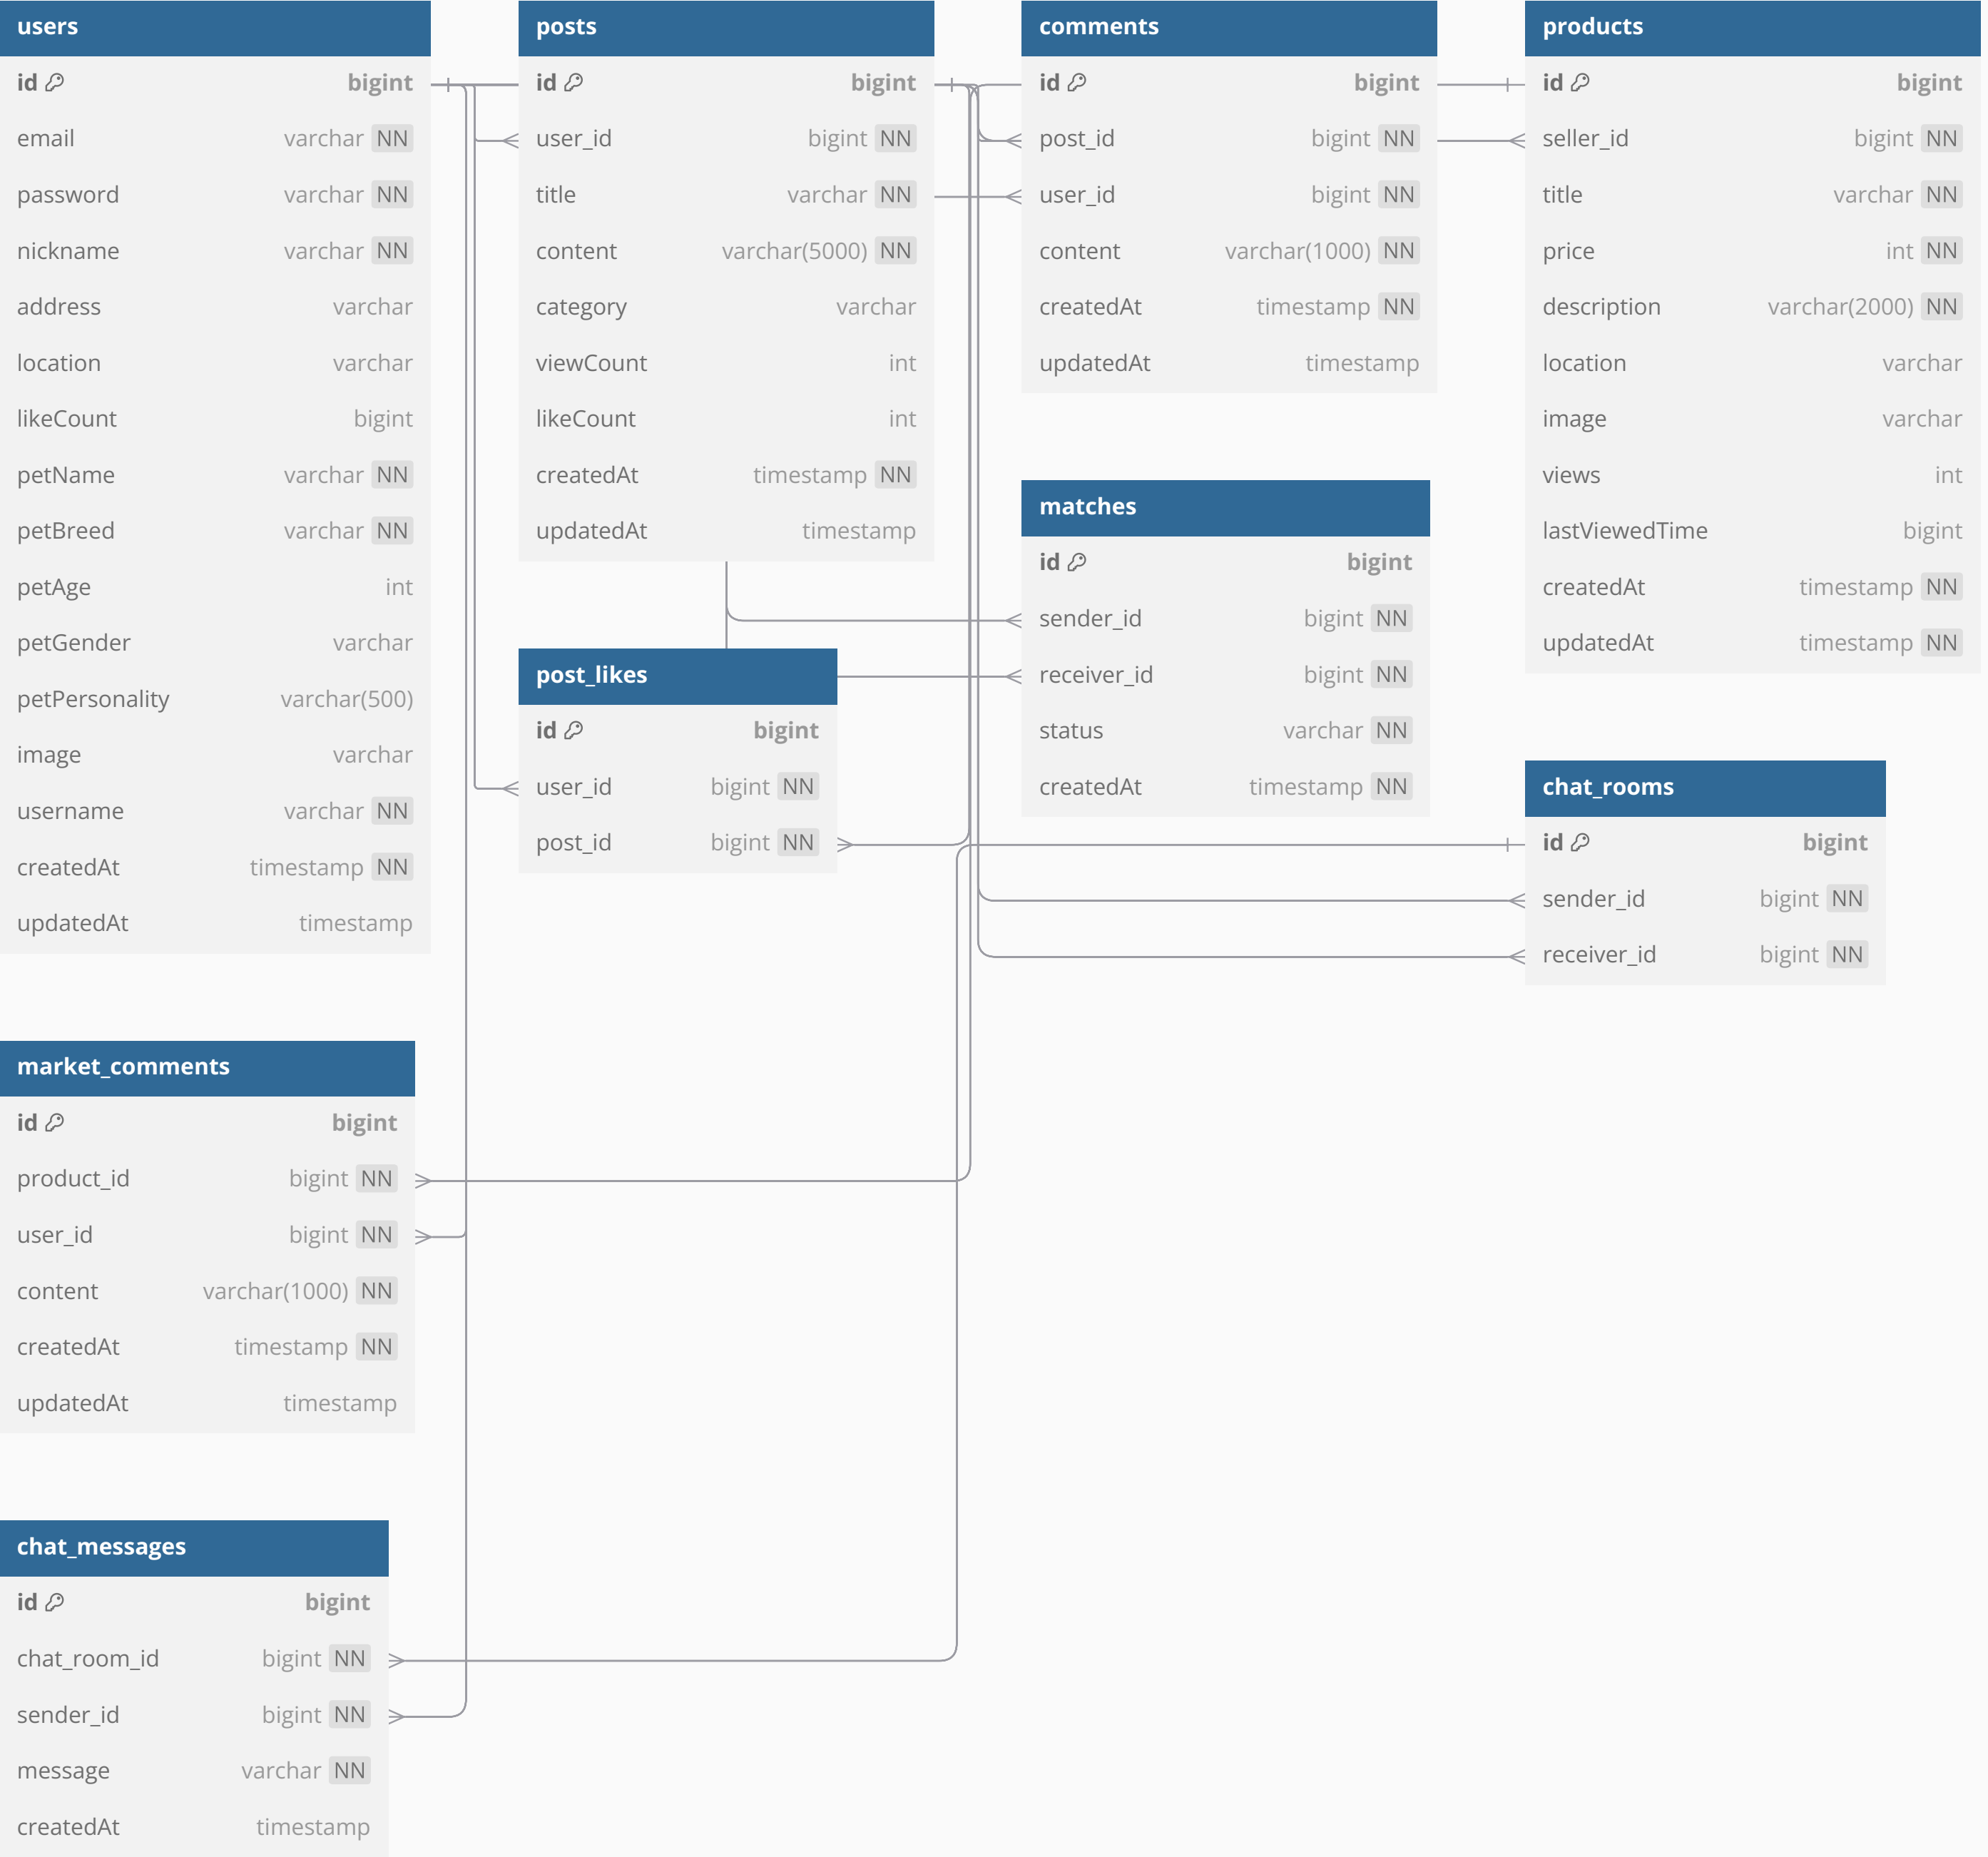 users
id bigint
email varchar NN
password varchar NN
nickname varchar NN
address varchar
location varchar
likeCount bigint
petName varchar NN
petBreed varchar NN
petAge int
petGender varchar
petPersonality varchar(500)
image varchar
username varchar NN
createdAt timestamp NN
updatedAt timestamp
posts
id bigint
user_id bigint NN
title varchar NN
content varchar(5000) NN
category varchar
viewCount int
likeCount int
createdAt timestamp NN
updatedAt timestamp
comments
id bigint
post_id bigint NN
user_id bigint NN
content varchar(1000) NN
createdAt timestamp NN
updatedAt timestamp
products
id bigint
seller_id bigint NN
title varchar NN
price int NN
description varchar(2000) NN
location varchar
image varchar
views int
lastViewedTime bigint
createdAt timestamp NN
updatedAt timestamp NN
matches
id bigint
sender_id bigint NN
receiver_id bigint NN
status varchar NN
createdAt timestamp NN
post_likes
id bigint
user_id bigint NN
post_id bigint NN
chat_rooms
id bigint
sender_id bigint NN
receiver_id bigint NN
market_comments
id bigint
product_id bigint NN
user_id bigint NN
content varchar(1000) NN
createdAt timestamp NN
updatedAt timestamp
chat_messages
id bigint
chat_room_id bigint NN
sender_id bigint NN
message varchar NN
createdAt timestamp